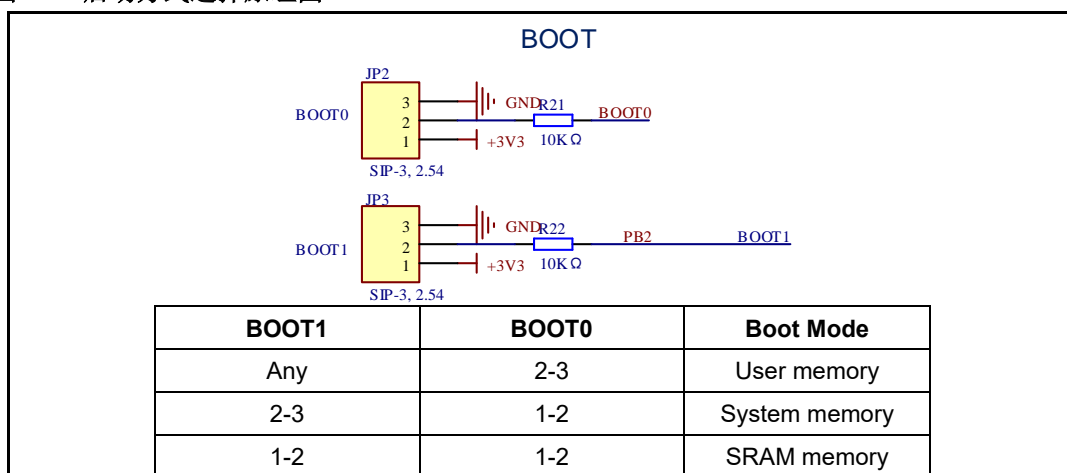 BOOT
JP2
BOOT0
3
2
1
GND
R21
BOOT0
+3V3
10KΩ
SIP-3, 2.54
JP3
BOOT1
3
2
1
GND
R22
PB2
BOOT1
+3V3
10KΩ
SIP-3, 2.54
BOOT1 BOOT0 Boot Mode
Any 2-3 User memory
2-3 1-2 System memory
1-2 1-2 SRAM memory